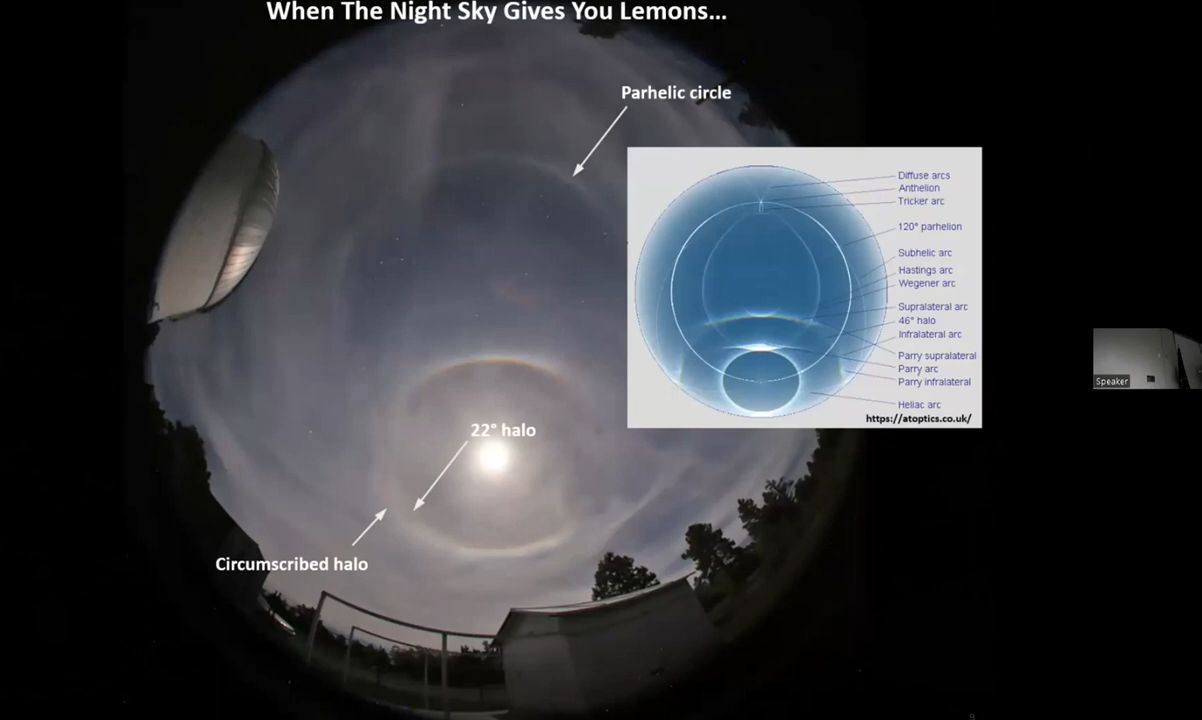 When The Night Sky Gives You Lemons...
Parhelic circle
Diffuse arcs
Anthelion
Tricker arc
120° parhelion
Subhelic arc
Hastings arc
Wegener arc
Supralateral arc
46° halo
Infralateral arc
Parry supralateral
Parry arc
Parry infralateral
Heliac arc
https://atoptics.co.uk/
22° halo
Circumscribed halo
Speaker
9